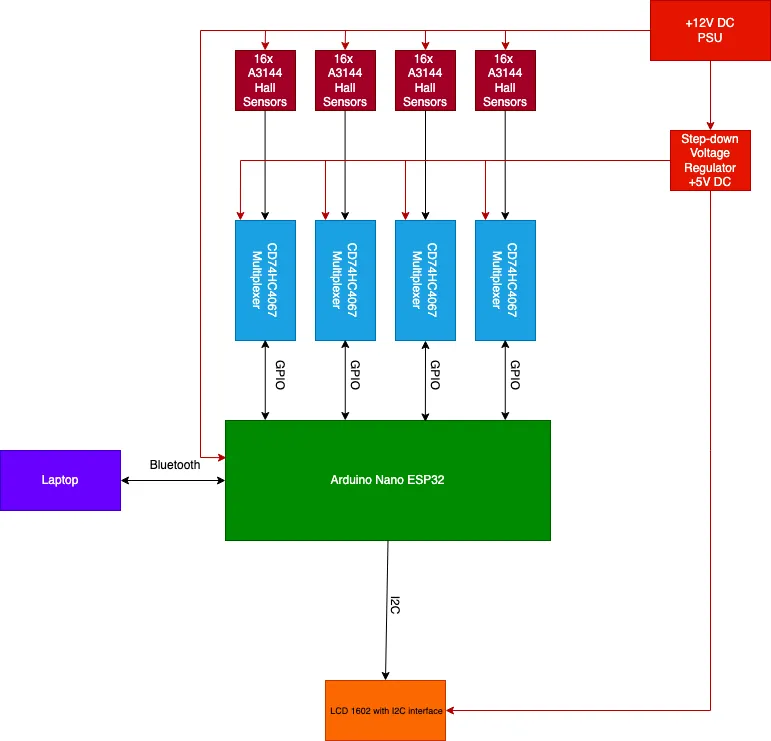 +12V DC
PSU
16x
A3144
Hall
Sensors
16x
A3144
Hall
Sensors
16x
A3144
Hall
Sensors
16x
A3144
Hall
Sensors
Step-down
Voltage
Regulator
+5V DC
CD74HC4067
Multiplexer
CD74HC4067
Multiplexer
CD74HC4067
Multiplexer
CD74HC4067
Multiplexer
GPIO
GPIO
GPIO
GPIO
Bluetooth
Laptop
Arduino Nano ESP32
I2C
LCD 1602 with I2C interface